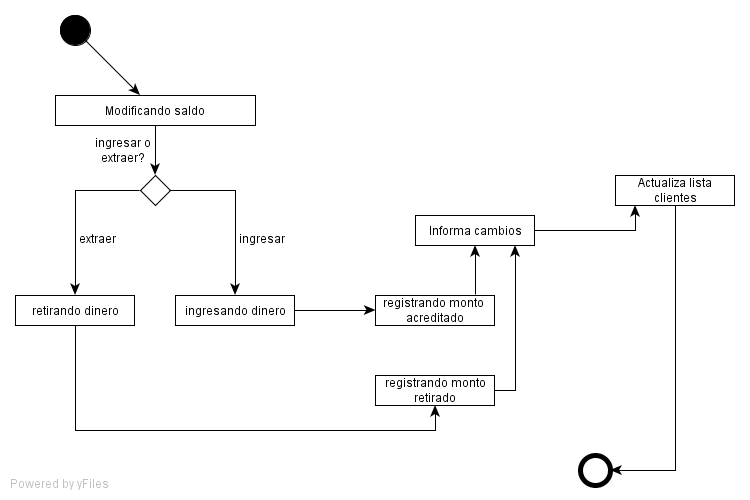 Modificando saldo
ingresar o
extraer?
Actualiza lista
clientes
Informa cambios
extraer
ingresar
retirando dinero
ingresando dinero
registrando monto
acreditado
registrando monto
retirado
Powered by yFiles